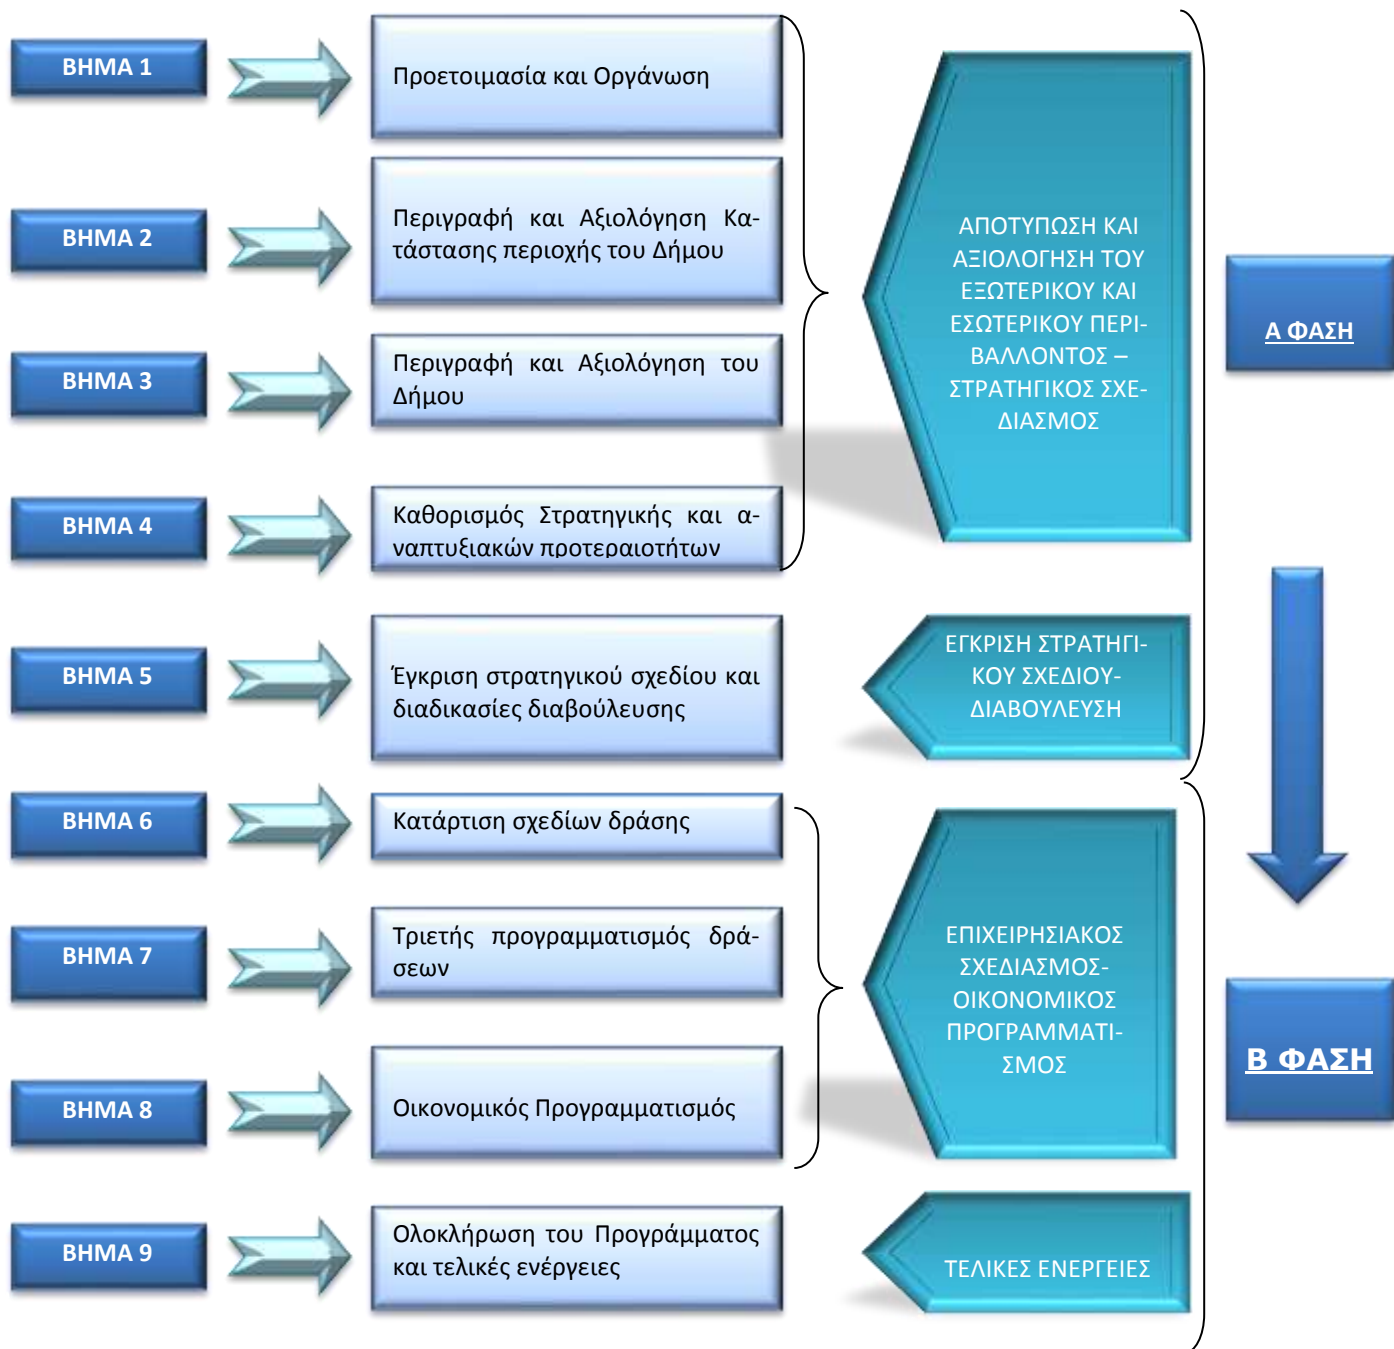 ΒΗΜΑ 1
Προετοιμασία και Οργάνωση
ΒΗΜΑ 2
Περιγραφή και Αξιολόγηση Κα-
τάστασης περιοχής του Δήμου
ΒΗΜΑ 3
Περιγραφή και Αξιολόγηση του
Δήμου
ΒΗΜΑ 4
Καθορισμός Στρατηγικής και α-
ναπτυξιακών προτεραιοτήτων
ΑΠΟΤΥΠΩΣΗ ΚΑΙ
ΑΞΙΟΛΟΓΗΣΗ ΤΟΥ
ΕΞΩΤΕΡΙΚΟΥ ΚΑΙ
ΕΣΩΤΕΡΙΚΟΥ ΠΕΡΙ-
ΒΑΛΛΟΝΤΟΣ –
ΣΤΡΑΤΗΓΙΚΟΣ ΣΧΕ-
ΔΙΑΣΜΟΣ
Α ΦΑΣΗ
ΒΗΜΑ 5
Έγκριση στρατηγικού σχεδίου και
διαδικασίες διαβούλευσης
ΕΓΚΡΙΣΗ ΣΤΡΑΤΗΓΙ-
ΚΟΥ ΣΧΕΔΙΟΥ-
ΔΙΑΒΟΥΛΕΥΣΗ
ΒΗΜΑ 6
Κατάρτιση σχεδίων δράσης
ΒΗΜΑ 7
Τριετής προγραμματισμός δρά-
σεων
ΒΗΜΑ 8
Οικονομικός Προγραμματισμός
ΕΠΙΧΕΙΡΗΣΙΑΚΟΣ
ΣΧΕΔΙΑΣΜΟΣ-
ΟΙΚΟΝΟΜΙΚΟΣ
ΠΡΟΓΡΑΜΜΑΤΙ-
ΣΜΟΣ
Β ΦΑΣΗ
ΒΗΜΑ 9
Ολοκλήρωση του Προγράμματος
και τελικές ενέργειες
ΤΕΛΙΚΕΣ ΕΝΕΡΓΕΙΕΣ